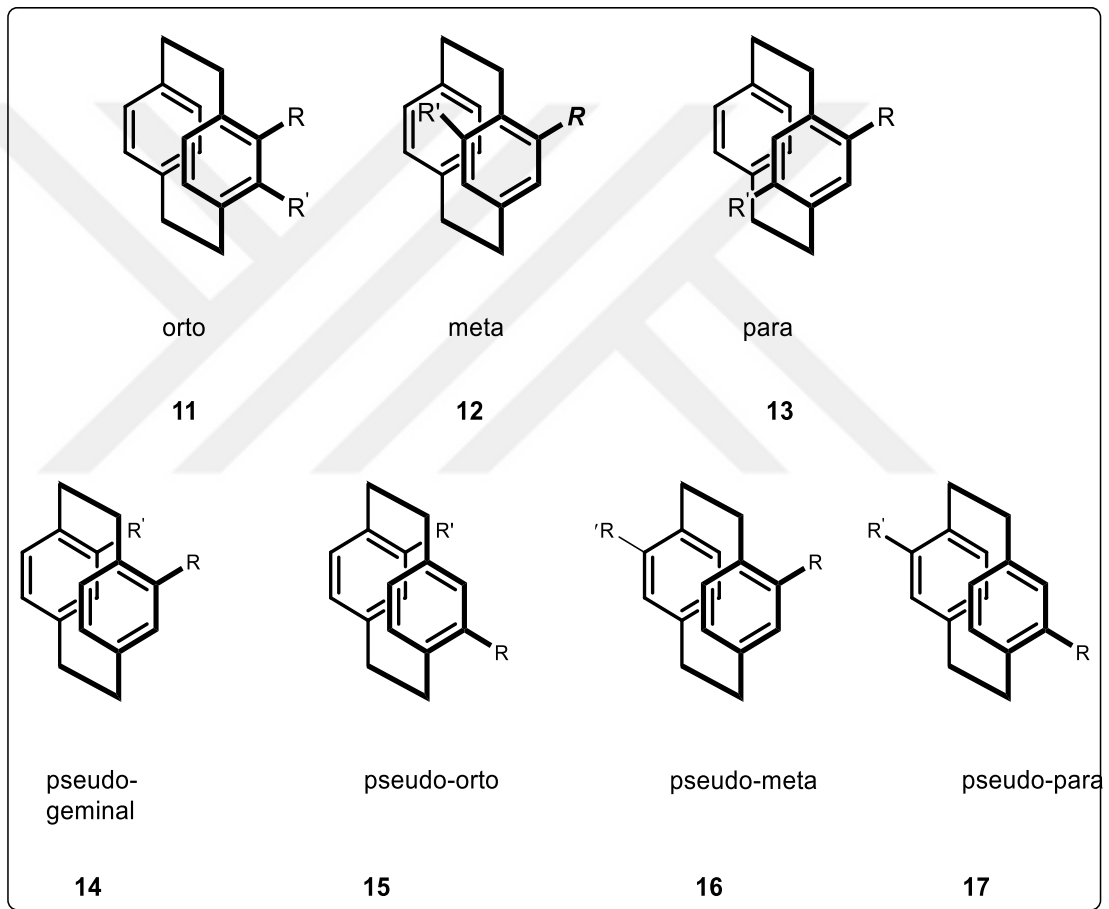 R
R'
R'
R
R
R'
orto
meta
para
11
12
13
R'
R
R'
R
'R
R
R'
R
pseudo-
geminal
pseudo-orto
pseudo-meta
pseudo-para
14
15
16
17